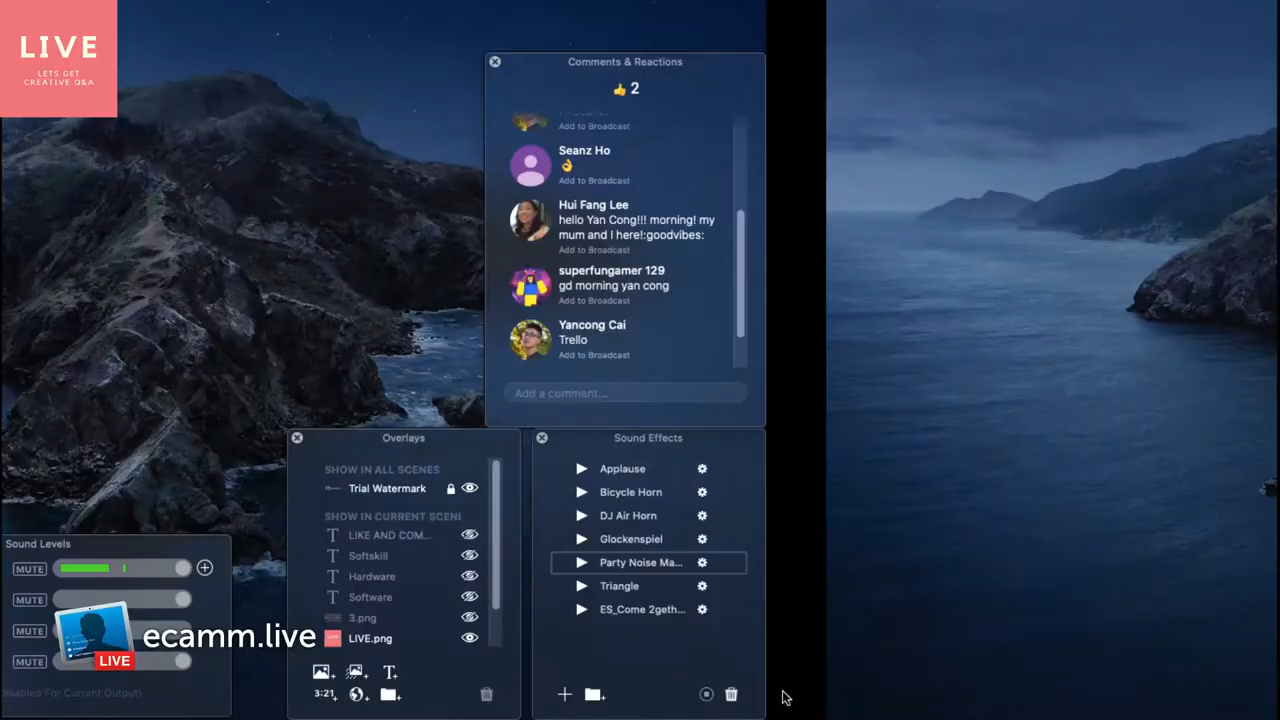 LIVE
LETS GET
CREATIVE Q&A
Comments & Reactions
👍 2
Add to Broadcast
Seanz Ho
👌
Add to Broadcast
Hui Fang Lee
hello Yan Cong!!! morning! my
mum and I here!:goodvibes:
Add to Broadcast
superfungamer 129
gd morning yan cong
Add to Broadcast
Yancong Cai
Trello
Add to Broadcast
Add a comment...
Overlays
SHOW IN ALL SCENES
Trial Watermark
SHOW IN CURRENT SCENI
LIKE AND COM...
Softskill
Hardware
Software
3.png
LIVE.png
3:21
Sound Effects
Applause
Bicycle Horn
DJ Air Horn
Glockenspiel
Party Noise Ma...
Triangle
ES_Come 2geth...
Sound Levels
MUTE
MUTE
MUTE
MUTE
Disabled For Current Output)
ecamm.live
LIVE